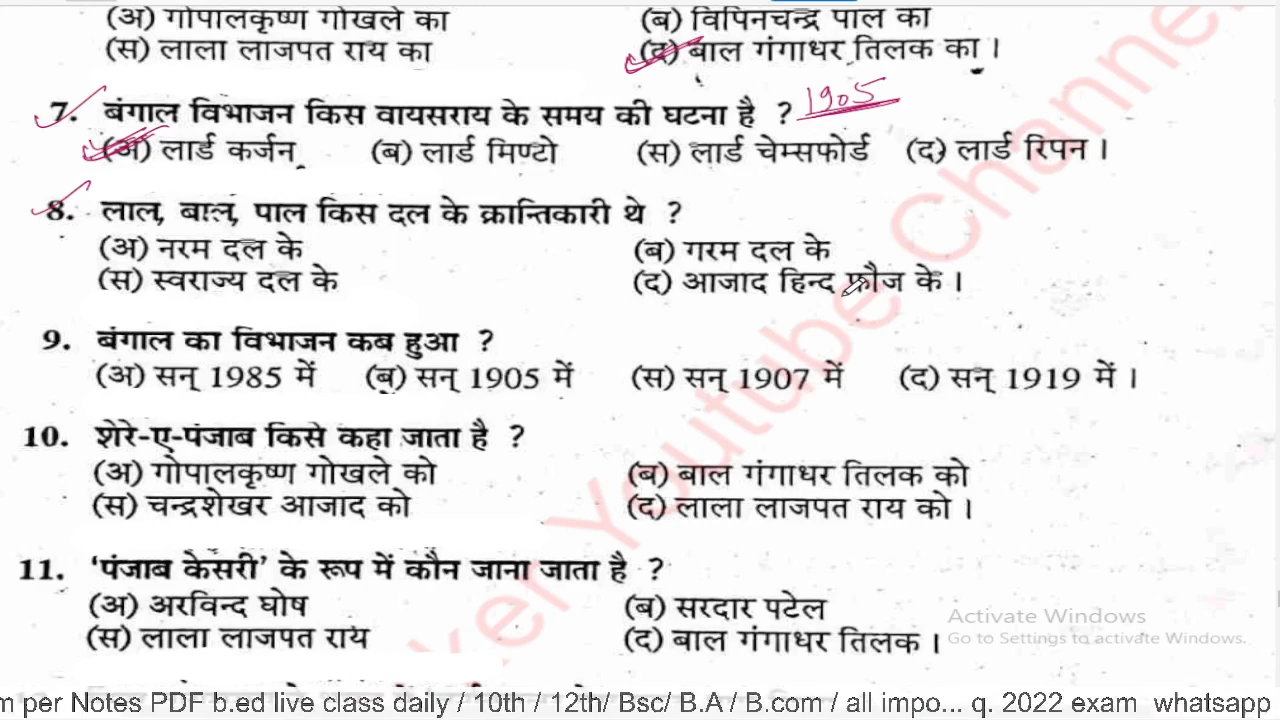 (अ) गोपालकृष्ण गोखले का (ब) विपिनचन्द्र पाल का
(स) लाला लाजपत राय का (द) बाल गंगाधर तिलक का ।
7. बंगाल विभाजन किस वायसराय के समय की घटना है ? 1905
(अ) लार्ड कर्जन (ब) लार्ड मिण्टो (स) लार्ड चेम्सफोर्ड (द) लार्ड रिपन ।
8. लाल, बाल, पाल किस दल के क्रान्तिकारी थे ?
(अ) नरम दल के (ब) गरम दल के
(स) स्वराज्य दल के (द) आजाद हिन्द फ़ौज के ।
9. बंगाल का विभाजन कब हुआ ?
(अ) सन् 1985 में (ब) सन् 1905 में (स) सन् 1907 में (द) सन् 1919 में ।
10. शेरे-ए-पंजाब किसे कहा जाता है ?
(अ) गोपालकृष्ण गोखले को (ब) बाल गंगाधर तिलक को
(स) चन्द्रशेखर आजाद को (द) लाला लाजपत राय को ।
11. 'पंजाब केसरी' के रूप में कौन जाना जाता है ?
(अ) अरविन्द घोष (ब) सरदार पटेल
(स) लाला लाजपत राय (द) बाल गंगाधर तिलक ।
Youtube Channel
Activate Windows
Go to Settings to activate Windows.
per Notes PDF b.ed live class daily / 10th / 12th/ Bsc/ B.A / B.com / all impo... q. 2022 exam whatsapp